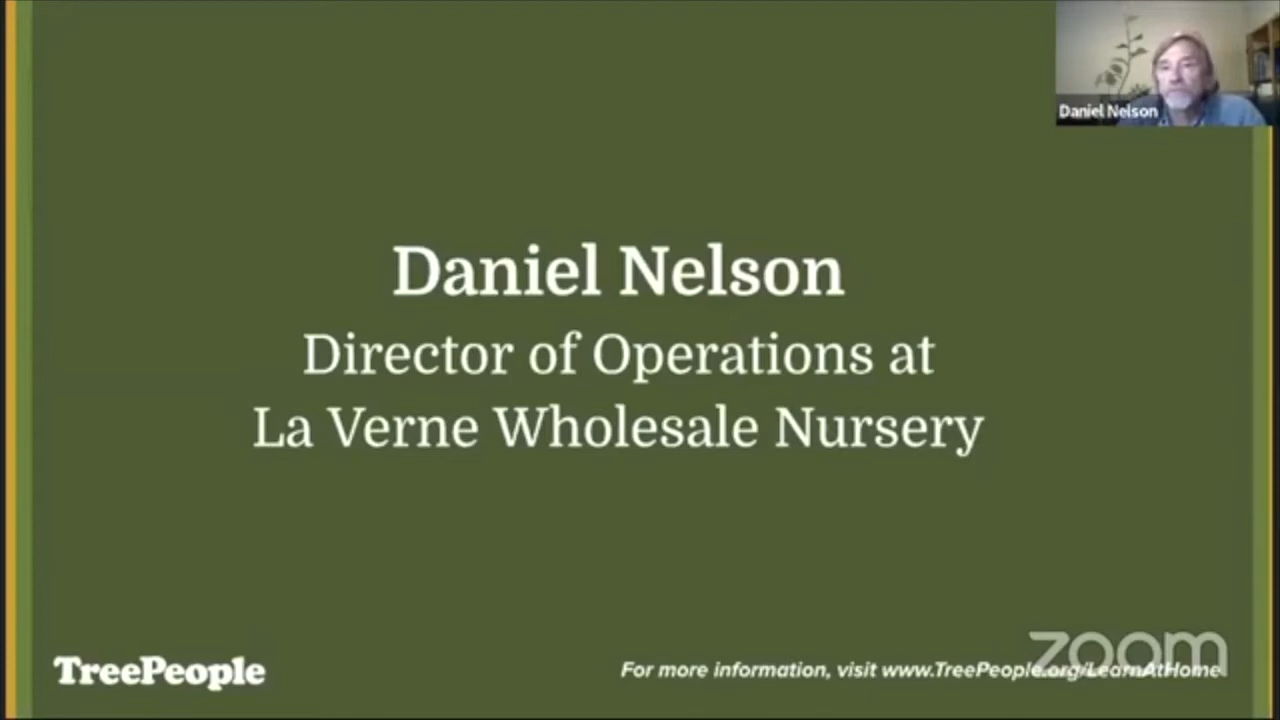 Daniel Nelson
Daniel Nelson
Director of Operations at
La Verne Wholesale Nursery
TreePeople
For more information, visit www.TreePeople.org/LearnAtHome
zoom